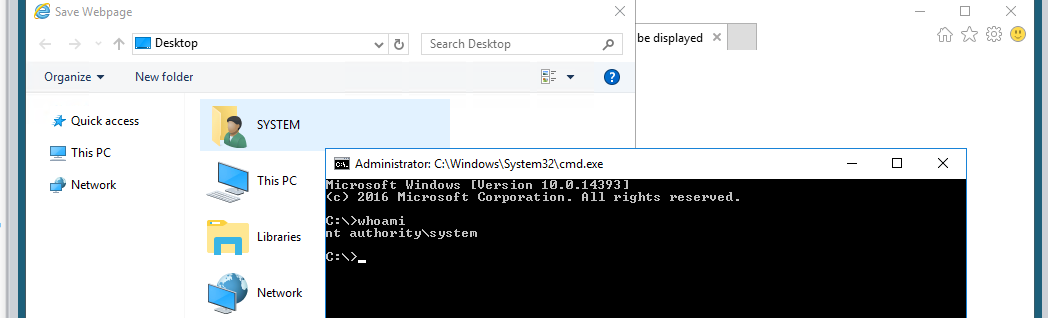 Save Webpage
Desktop
Search Desktop
be displayed
Organize
New folder
Quick access
This PC
Network
SYSTEM
This PC
Libraries
Network
Administrator: C:\Windows\System32\cmd.exe
Microsoft Windows [Version 10.0.14393]
(c) 2016 Microsoft Corporation. All rights reserved.
C:\>whoami
nt authority\system
C:\>_